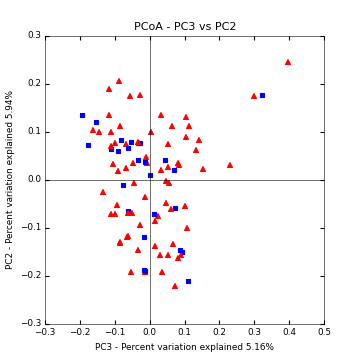 PCoA - PC3 vs PC2
0.3
0.2
0.1
0.0
−0.1
−0.2
−0.3
PC2 - Percent variation explained 5.94%
−0.3 −0.2 −0.1 0.0 0.1 0.2 0.3 0.4 0.5
PC3 - Percent variation explained 5.16%